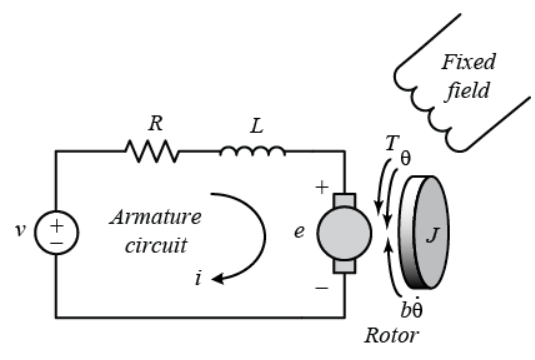 Fixed
field
R
L
T
θ
+
v
+
−
Armature
circuit
e
J
i
−
bθ̇
Rotor